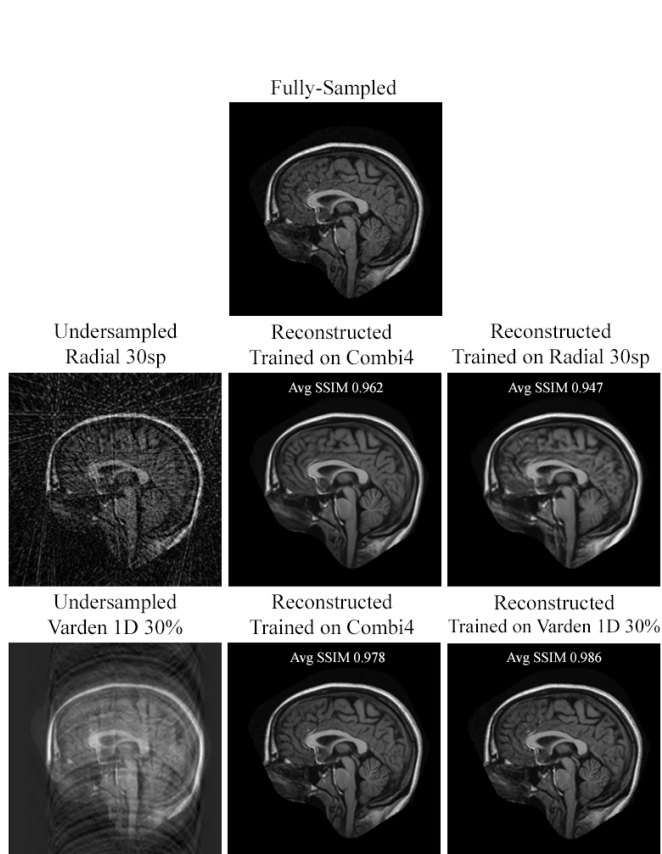 Fully-Sampled
Undersampled
Radial 30sp
Reconstructed
Trained on Combi4
Reconstructed
Trained on Radial 30sp
Avg SSIM 0.962
Avg SSIM 0.947
Undersampled
Varden 1D 30%
Reconstructed
Trained on Combi4
Reconstructed
Trained on Varden 1D 30%
Avg SSIM 0.978
Avg SSIM 0.986